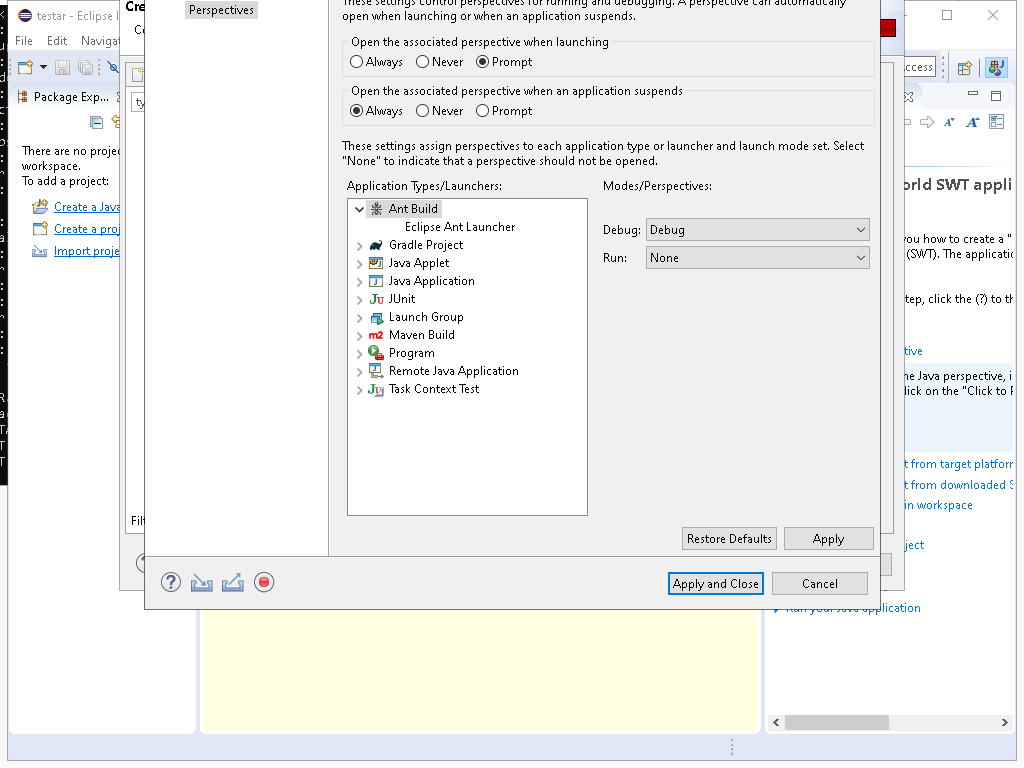 testar - Eclipse I
Cre
Perspectives
These settings control perspectives for running and debugging. A perspective can automatically
open when launching or when an application suspends.
File Edit Navigat
Open the associated perspective when launching
Always Never Prompt
ccess
Open the associated perspective when an application suspends
Package Exp...
ty
Always Never Prompt
There are no proje
workspace.
To add a project:
These settings assign perspectives to each application type or launcher and launch mode set. Select
"None" to indicate that a perspective should not be opened.
Application Types/Launchers:
Modes/Perspectives:
orld SWT appli
Create a Java
Create a proj
Import proje
Ant Build
Eclipse Ant Launcher
Gradle Project
Java Applet
Java Application
JUnit
Launch Group
Maven Build
Program
Remote Java Application
Task Context Test
Debug: Debug
Run: None
you how to create a "
(SWT). The applicatio
tep, click the (?) to th
tive
he Java perspective, i
lick on the "Click to P
t from target platforn
t from downloaded S
in workspace
Filt
Restore Defaults Apply
ject
Apply and Close Cancel
Run your Java application